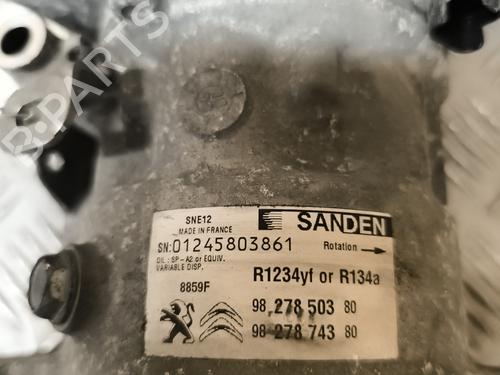 B-PARTS
SNE12
MADE IN FRANCE
SANDEN
SN:01245803861
Rotation
OIL : SP-A2 or EQUIV.
VARIABLE DISP.
R1234yf or R134a
8859F
98 278 503 80
98 278 743 80